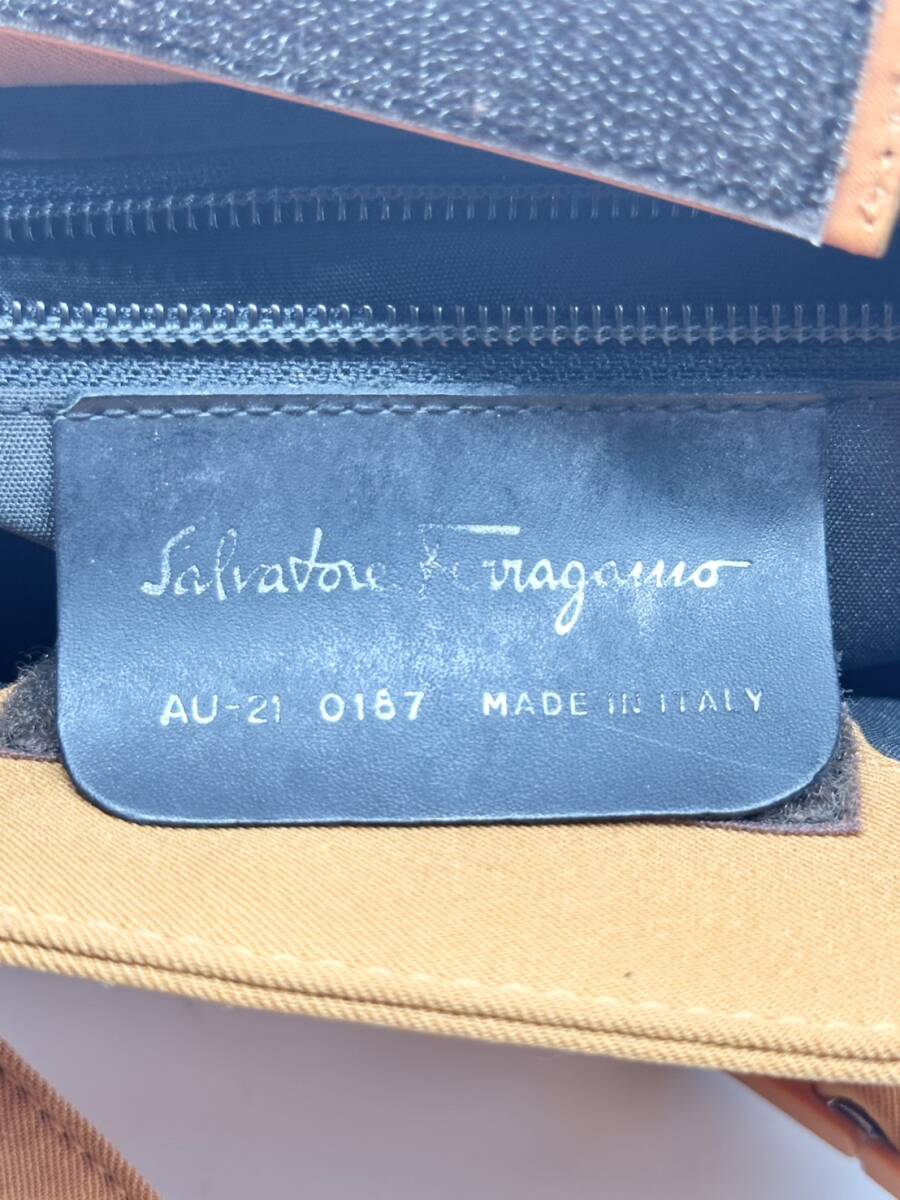 Salvatore Ferragamo
AU-21 0187 MADE IN ITALY